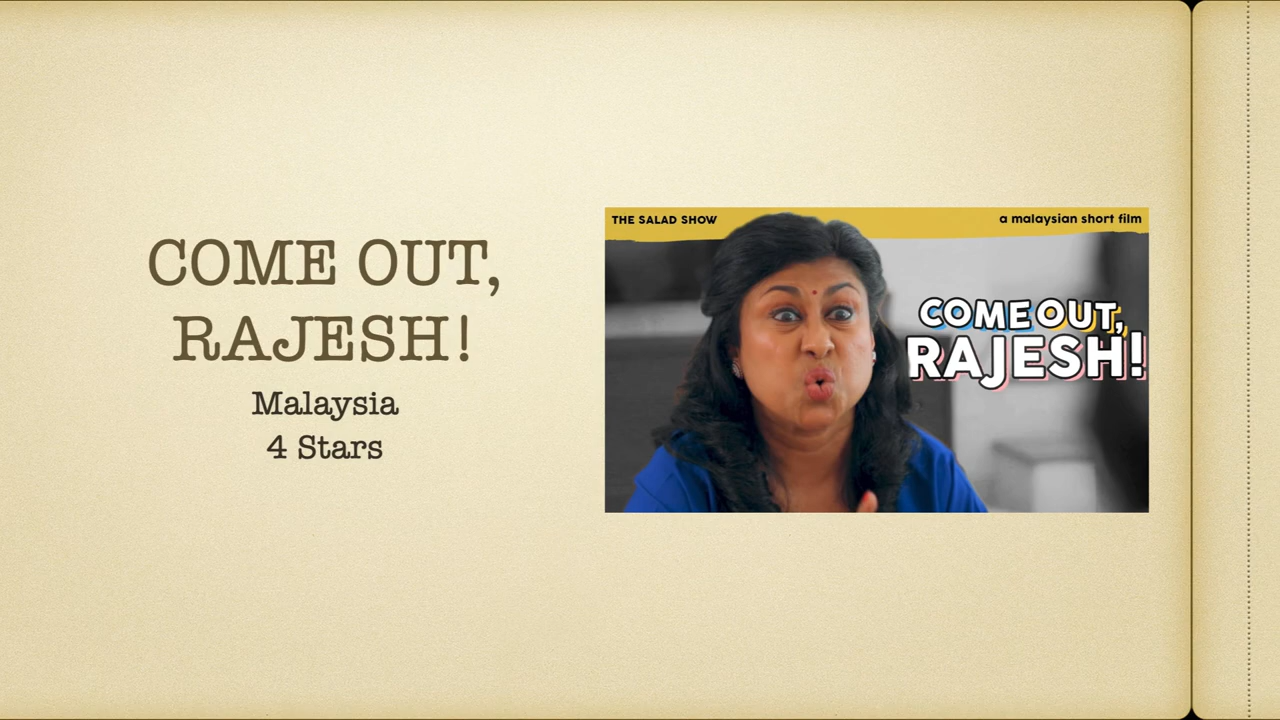 COME OUT,
RAJESH!
Malaysia
4 Stars
THE SALAD SHOW
a malaysian short film
COME OUT,
RAJESH!